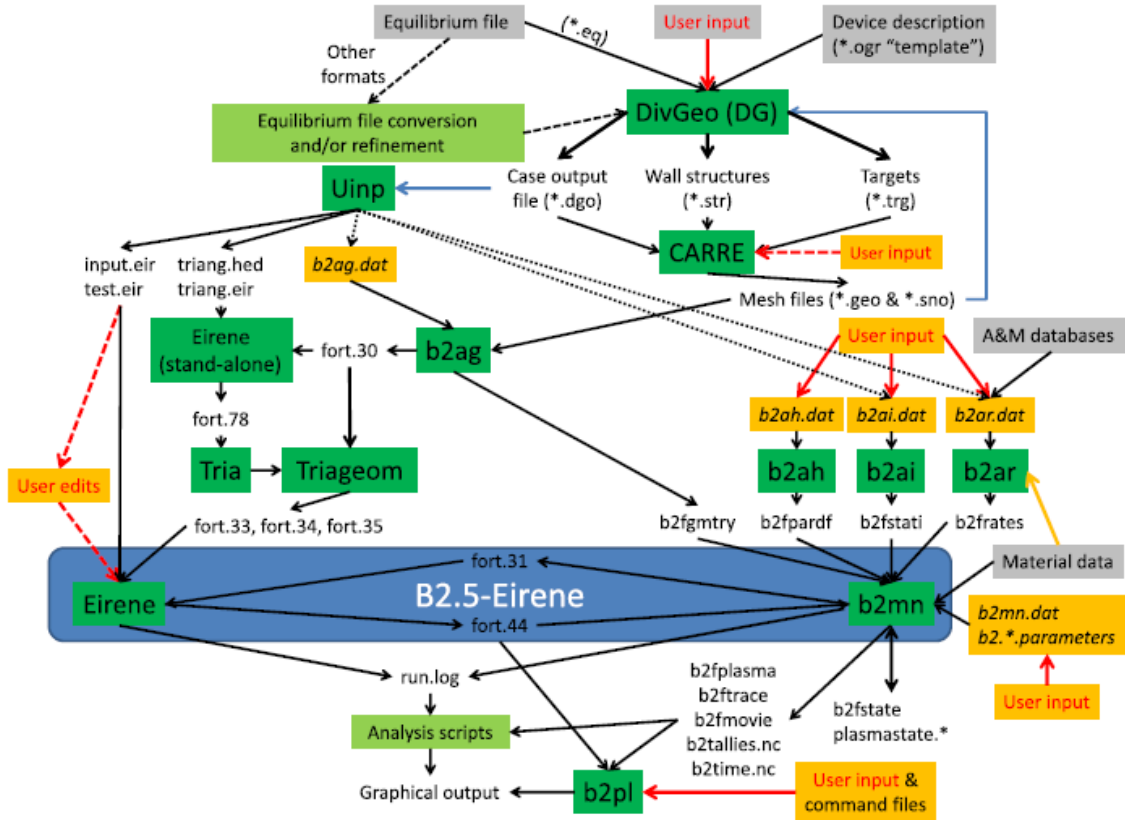 Equilibrium file
(*.eq)
User input
Device description
(*.ogr “template”)
Other
formats
Equilibrium file conversion
and/or refinement
DivGeo (DG)
Uinp
Case output
file (*.dgo)
Wall structures
(*.str)
Targets
(*.trg)
input.eir
test.eir
triang.hed
triang.eir
b2ag.dat
CARRE
User input
Mesh files (*.geo & *.sno)
Eirene
(stand-alone)
fort.30
b2ag
User input
A&M databases
fort.78
b2ah.dat
b2ai.dat
b2ar.dat
User edits
Tria
Triageom
b2ah
b2ai
b2ar
fort.33, fort.34, fort.35
b2fgmtry
b2fpardf
b2fstati
b2frates
fort.31
Material data
Eirene
B2.5-Eirene
b2mn
fort.44
b2mn.dat
b2.*.parameters
run.log
b2fplasma
b2ftrace
b2fmovie
b2tallies.nc
b2time.nc
b2fstate
plasmastate.*
User input
Analysis scripts
Graphical output
b2pl
User input &
command files